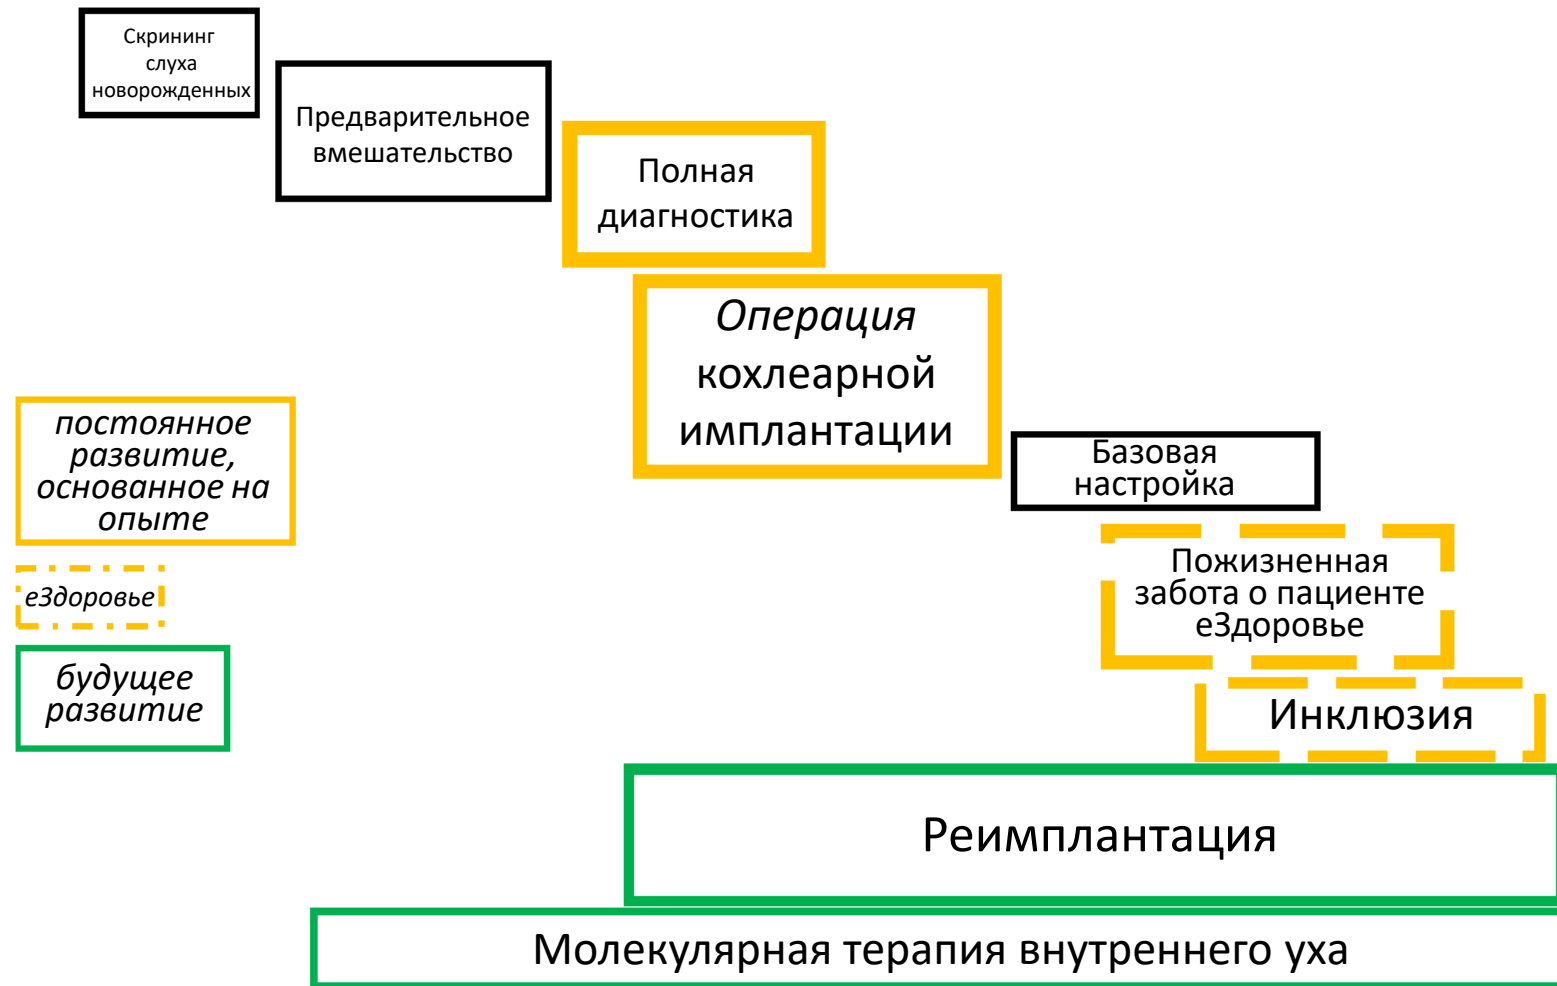 Скрининг
слуха
новорожденных
Предварительное
вмешательство
Полная
диагностика
Операция
кохлеарной
имплантации
постоянное
развитие,
основанное на
опыте
Базовая
настройка
еЗдоровье
Пожизненная
забота о пациенте
еЗдоровье
будущее
развитие
Инклюзия
Реимплантация
Молекулярная терапия внутреннего уха